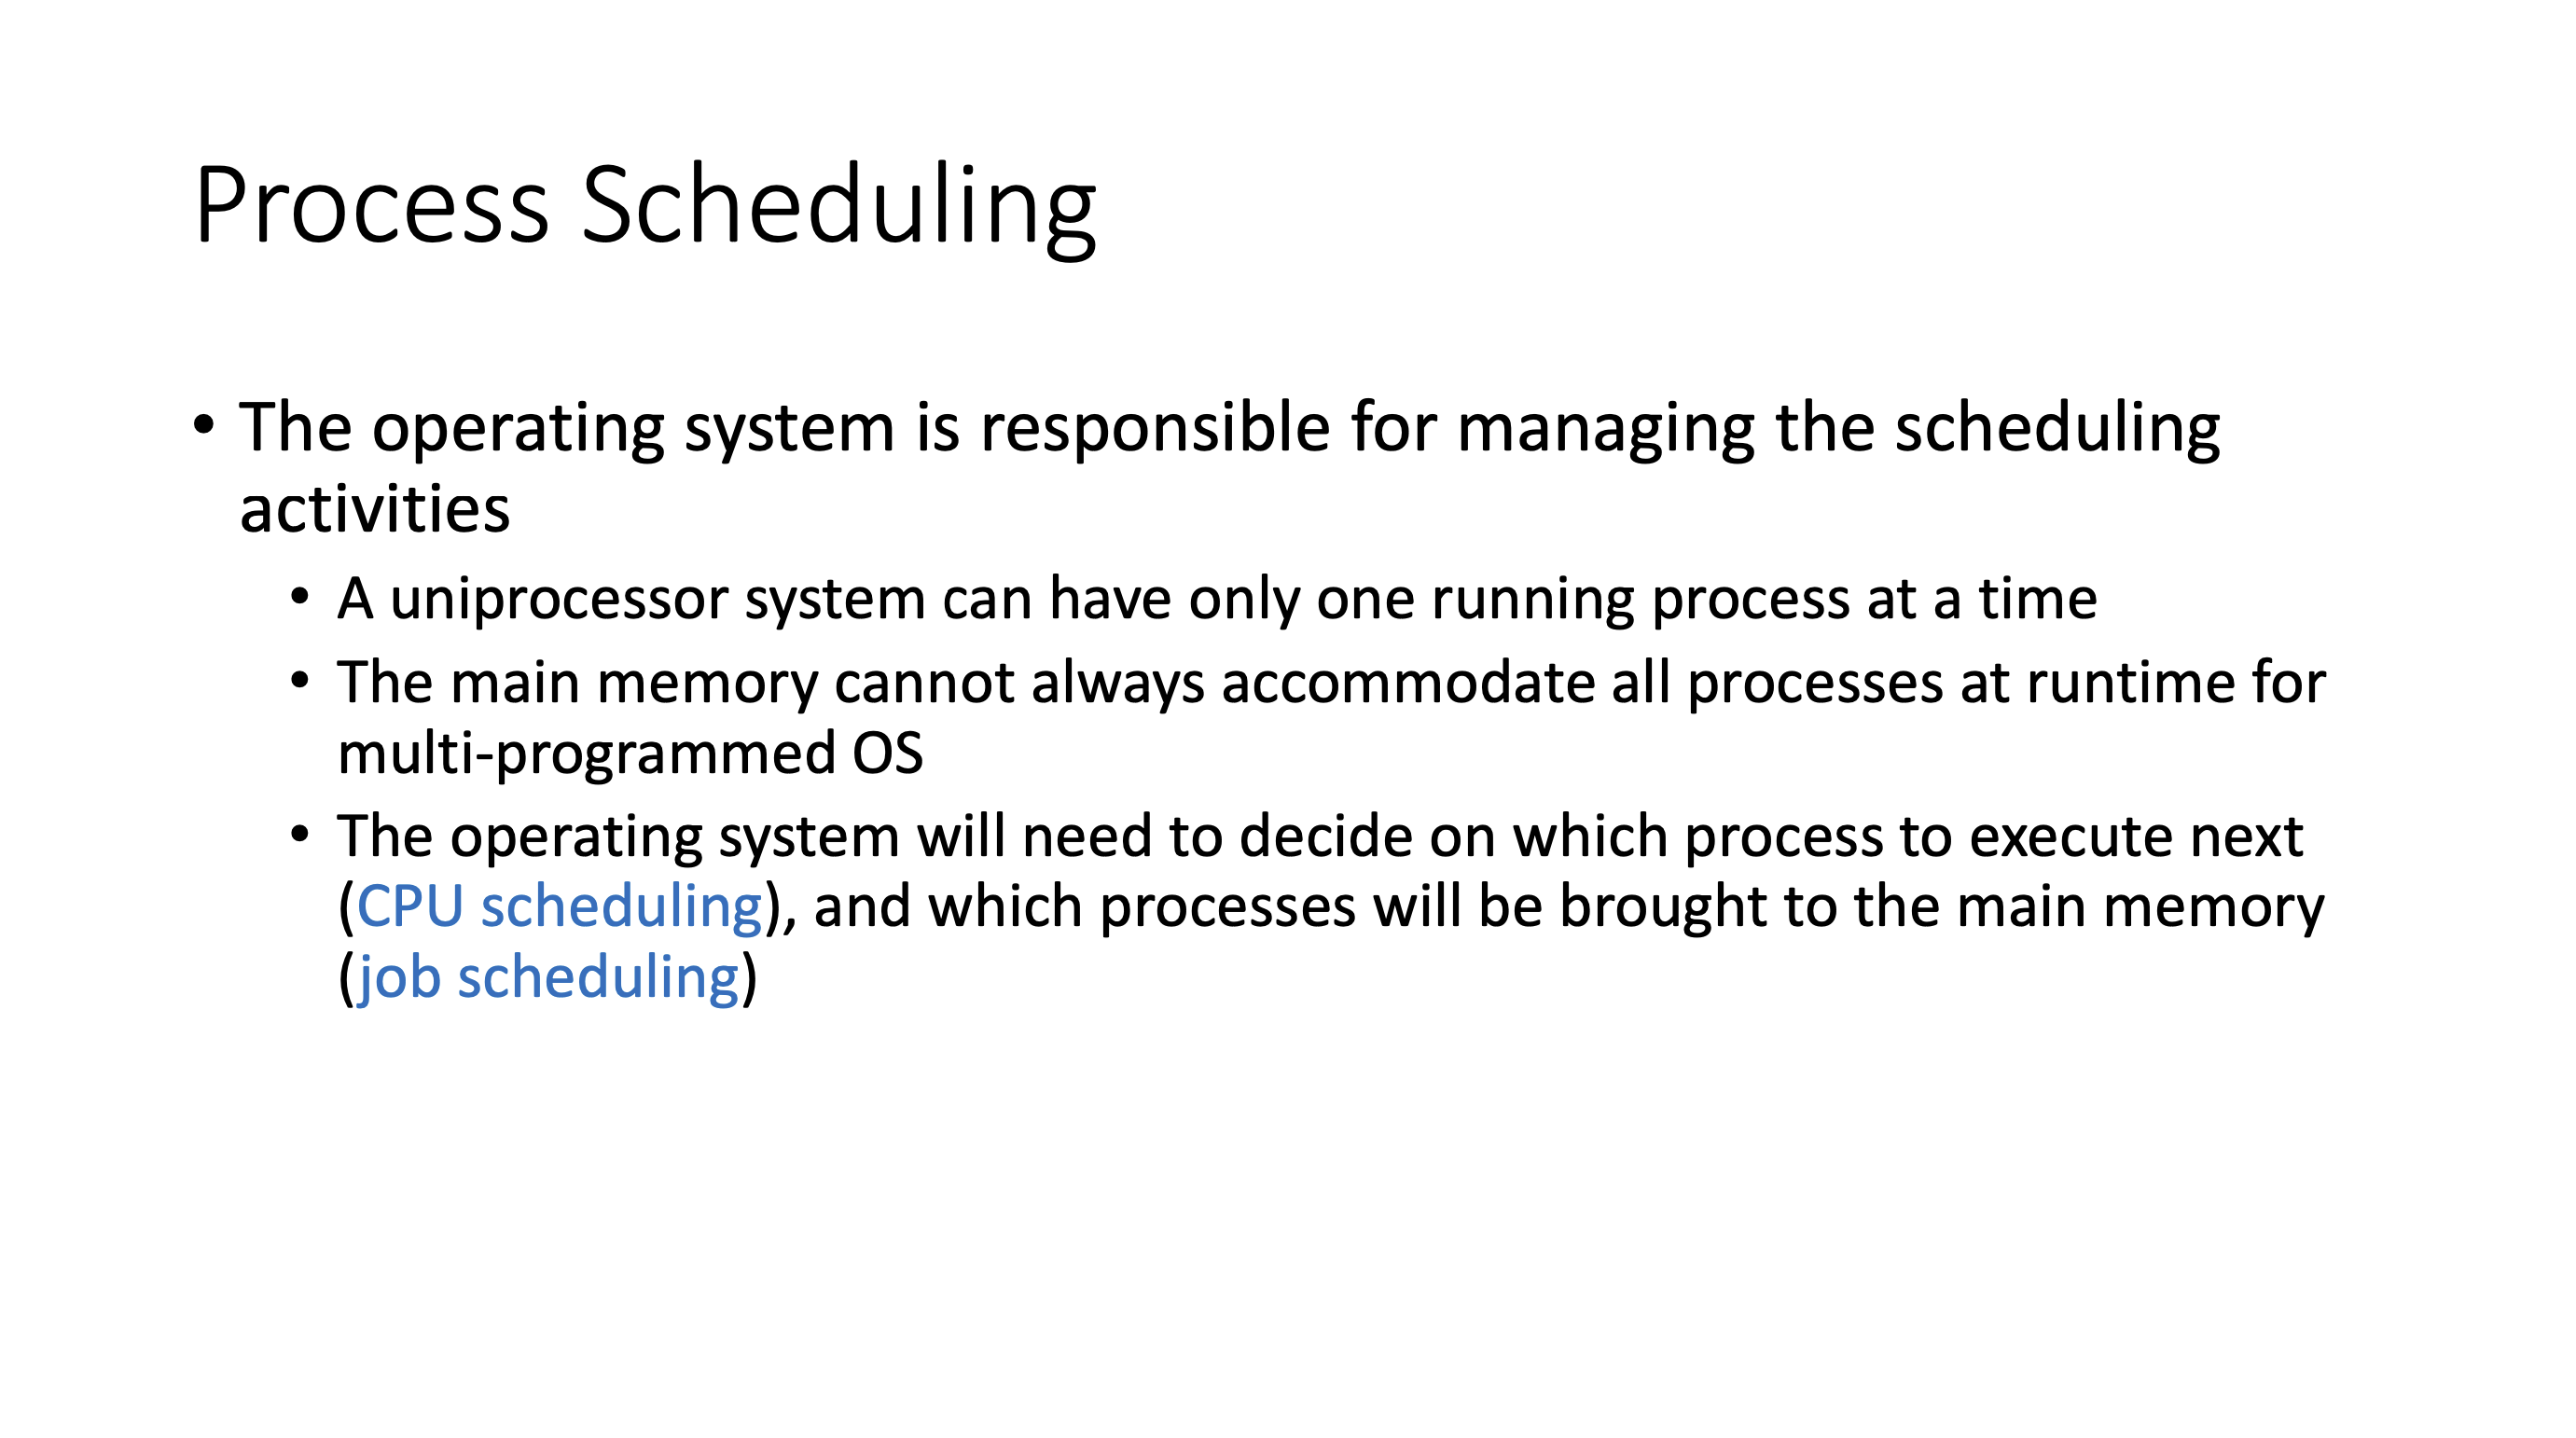 Process Scheduling
• The operating system is responsible for managing the scheduling
activities
• A uniprocessor system can have only one running process at a time
• The main memory cannot always accommodate all processes at runtime for
multi-programmed OS
• The operating system will need to decide on which process to execute next
(CPU scheduling), and which processes will be brought to the main memory
(job scheduling)